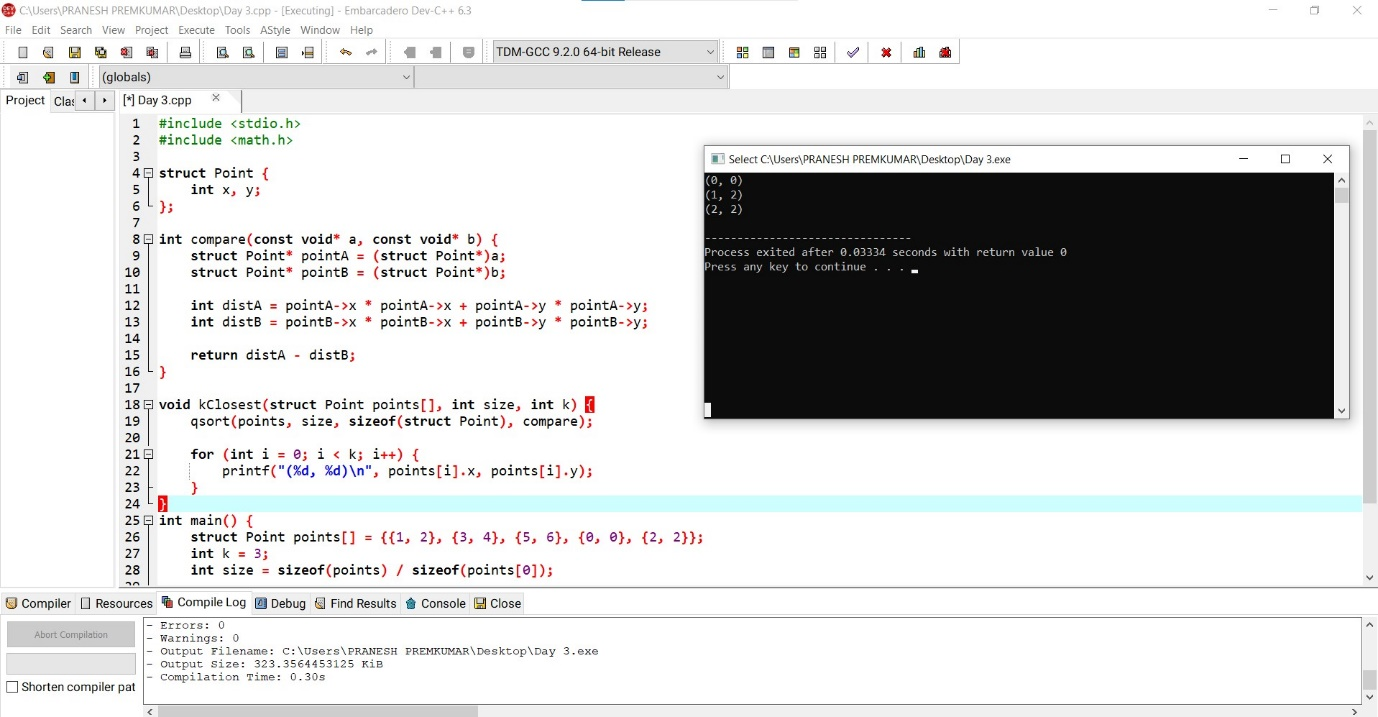 C:\Users\PRANESH PREMKUMAR\Desktop\Day 3.cpp - [Executing] - Embarcadero Dev-C++ 6.3
File Edit Search View Project Execute Tools AStyle Window Help
TDM-GCC 9.2.0 64-bit Release
(globals)
Project Clas [*] Day 3.cpp
1 #include <stdio.h>
2 #include <math.h>
3
4 struct Point {
5     int x, y;
6 };
7
8 int compare(const void* a, const void* b) {
9     struct Point* pointA = (struct Point*)a;
10     struct Point* pointB = (struct Point*)b;
11
12     int distA = pointA->x * pointA->x + pointA->y * pointA->y;
13     int distB = pointB->x * pointB->x + pointB->y * pointB->y;
14
15     return distA - distB;
16 }
17
18 void kClosest(struct Point points[], int size, int k) {
19     qsort(points, size, sizeof(struct Point), compare);
20
21     for (int i = 0; i < k; i++) {
22         printf("(%d, %d)\n", points[i].x, points[i].y);
23     }
24 }
25 int main() {
26     struct Point points[] = {{1, 2}, {3, 4}, {5, 6}, {0, 0}, {2, 2}};
27     int k = 3;
28     int size = sizeof(points) / sizeof(points[0]);
Select C:\Users\PRANESH PREMKUMAR\Desktop\Day 3.exe
(0, 0)
(1, 2)
(2, 2)
--------------------------------
Process exited after 0.03334 seconds with return value 0
Press any key to continue . . .
Compiler Resources Compile Log Debug Find Results Console Close
Abort Compilation
Shorten compiler pat
- Errors: 0
- Warnings: 0
- Output Filename: C:\Users\PRANESH PREMKUMAR\Desktop\Day 3.exe
- Output Size: 323.3564453125 KiB
- Compilation Time: 0.30s